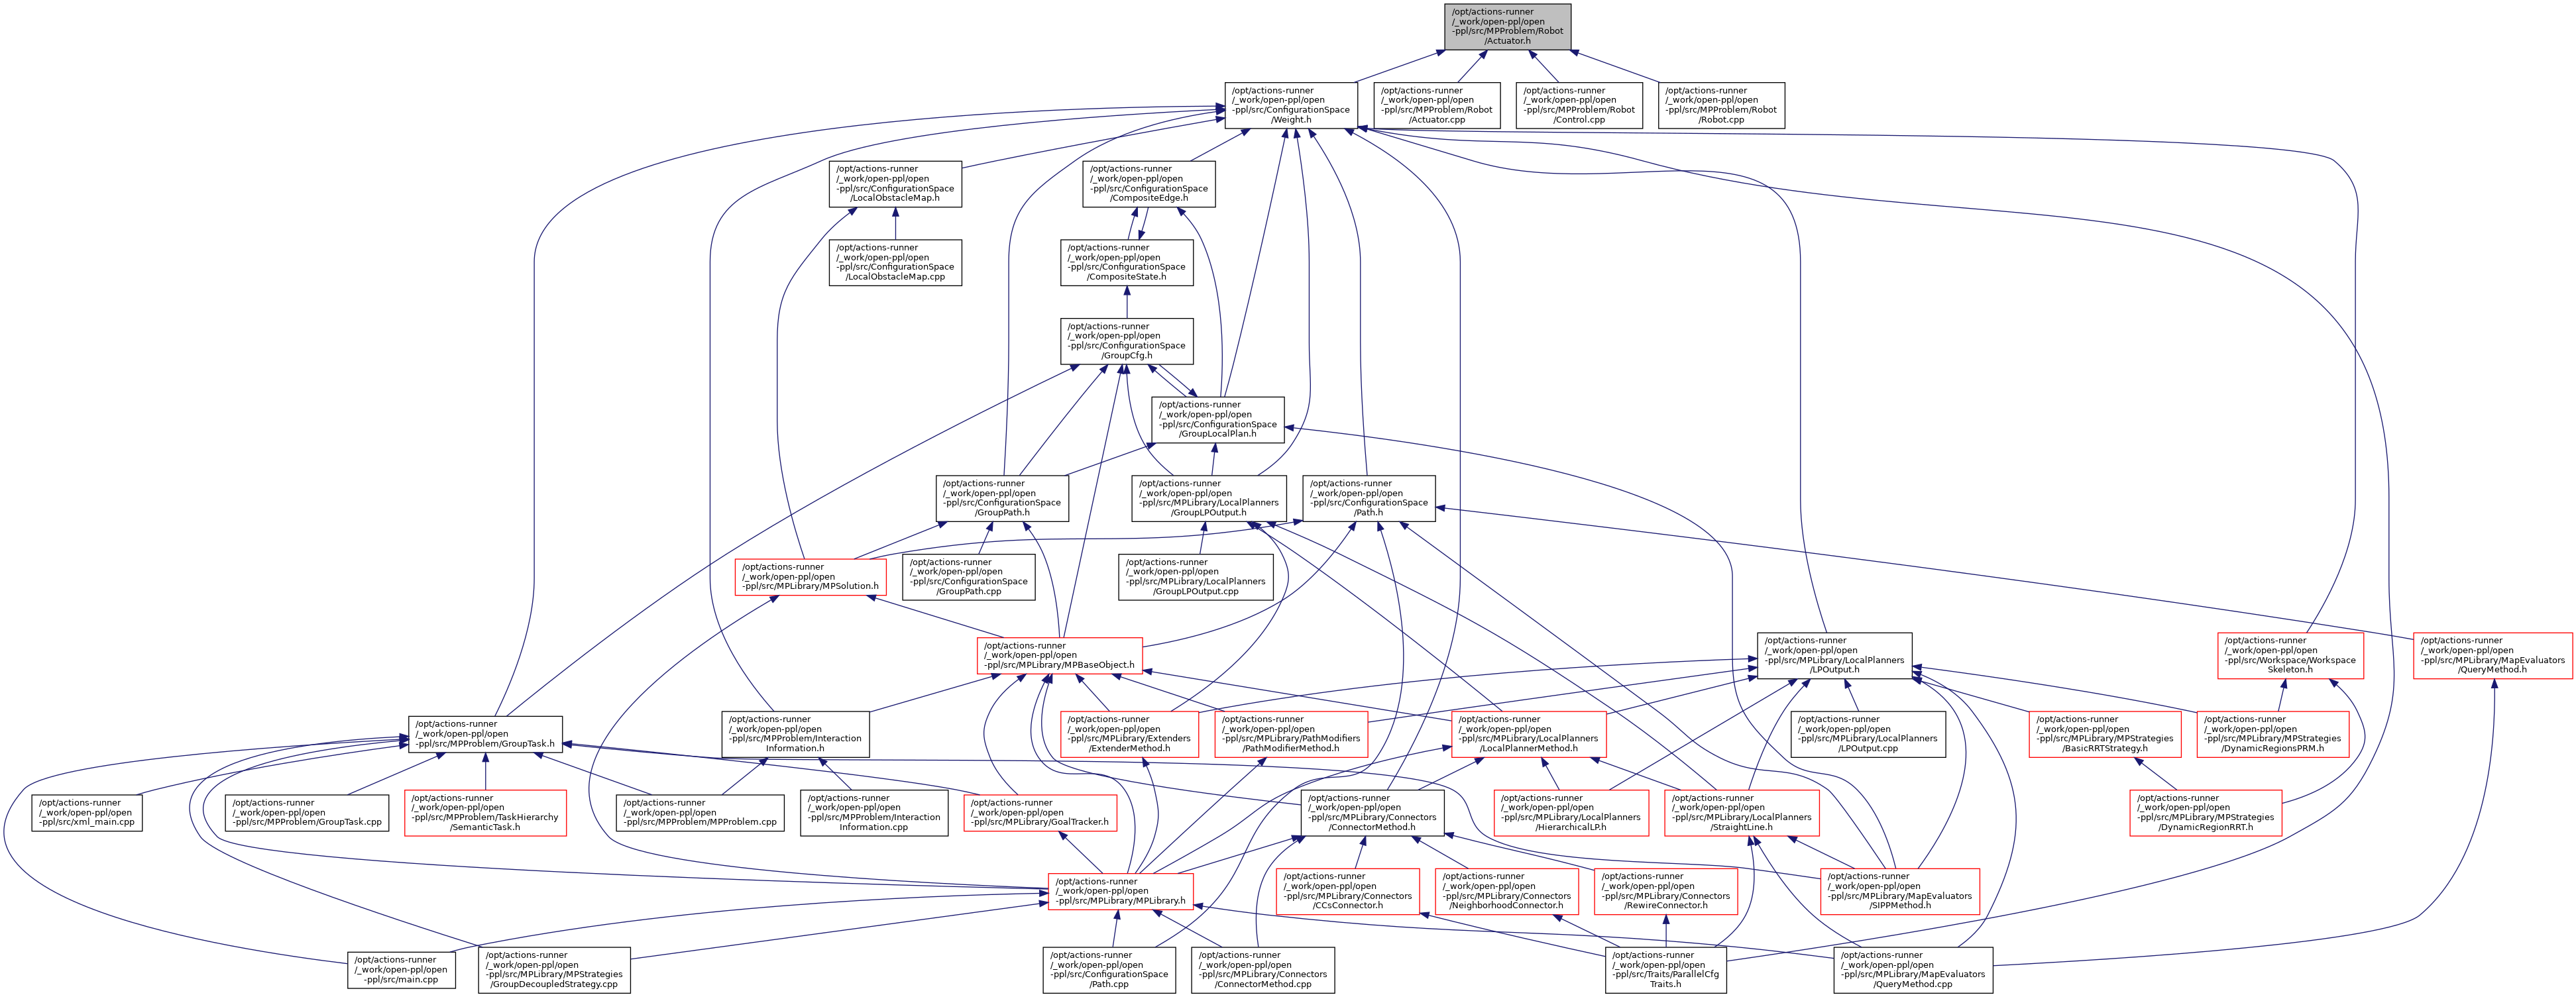 /opt/actions-runner
/_work/open-ppl/open
-ppl/src/MPProblem/Robot
/Actuator.h
/opt/actions-runner
/_work/open-ppl/open
-ppl/src/ConfigurationSpace
/Weight.h
/opt/actions-runner
/_work/open-ppl/open
-ppl/src/MPProblem/Robot
/Actuator.cpp
/opt/actions-runner
/_work/open-ppl/open
-ppl/src/MPProblem/Robot
/Control.cpp
/opt/actions-runner
/_work/open-ppl/open
-ppl/src/MPProblem/Robot
/Robot.cpp
/opt/actions-runner
/_work/open-ppl/open
-ppl/src/ConfigurationSpace
/LocalObstacleMap.h
/opt/actions-runner
/_work/open-ppl/open
-ppl/src/ConfigurationSpace
/CompositeEdge.h
/opt/actions-runner
/_work/open-ppl/open
-ppl/src/ConfigurationSpace
/LocalObstacleMap.cpp
/opt/actions-runner
/_work/open-ppl/open
-ppl/src/ConfigurationSpace
/CompositeState.h
/opt/actions-runner
/_work/open-ppl/open
-ppl/src/ConfigurationSpace
/GroupCfg.h
/opt/actions-runner
/_work/open-ppl/open
-ppl/src/ConfigurationSpace
/GroupLocalPlan.h
/opt/actions-runner
/_work/open-ppl/open
-ppl/src/ConfigurationSpace
/GroupPath.h
/opt/actions-runner
/_work/open-ppl/open
-ppl/src/MPLibrary/LocalPlanners
/GroupLPOutput.h
/opt/actions-runner
/_work/open-ppl/open
-ppl/src/ConfigurationSpace
/Path.h
/opt/actions-runner
/_work/open-ppl/open
-ppl/src/MPLibrary/MPSolution.h
/opt/actions-runner
/_work/open-ppl/open
-ppl/src/ConfigurationSpace
/GroupPath.cpp
/opt/actions-runner
/_work/open-ppl/open
-ppl/src/MPLibrary/LocalPlanners
/GroupLPOutput.cpp
/opt/actions-runner
/_work/open-ppl/open
-ppl/src/MPLibrary/MPBaseObject.h
/opt/actions-runner
/_work/open-ppl/open
-ppl/src/MPLibrary/LocalPlanners
/LPOutput.h
/opt/actions-runner
/_work/open-ppl/open
-ppl/src/Workspace/Workspace
Skeleton.h
/opt/actions-runner
/_work/open-ppl/open
-ppl/src/MPLibrary/MapEvaluators
/QueryMethod.h
/opt/actions-runner
/_work/open-ppl/open
-ppl/src/MPProblem/GroupTask.h
/opt/actions-runner
/_work/open-ppl/open
-ppl/src/MPProblem/Interaction
Information.h
/opt/actions-runner
/_work/open-ppl/open
-ppl/src/MPLibrary/Extenders
/ExtenderMethod.h
/opt/actions-runner
/_work/open-ppl/open
-ppl/src/MPLibrary/PathModifiers
/PathModifierMethod.h
/opt/actions-runner
/_work/open-ppl/open
-ppl/src/MPLibrary/LocalPlanners
/LocalPlannerMethod.h
/opt/actions-runner
/_work/open-ppl/open
-ppl/src/MPLibrary/LocalPlanners
/LPOutput.cpp
/opt/actions-runner
/_work/open-ppl/open
-ppl/src/MPLibrary/MPStrategies
/BasicRRTStrategy.h
/opt/actions-runner
/_work/open-ppl/open
-ppl/src/MPLibrary/MPStrategies
/DynamicRegionsPRM.h
/opt/actions-runner
/_work/open-ppl/open
-ppl/src/xml_main.cpp
/opt/actions-runner
/_work/open-ppl/open
-ppl/src/MPProblem/GroupTask.cpp
/opt/actions-runner
/_work/open-ppl/open
-ppl/src/MPProblem/TaskHierarchy
/SemanticTask.h
/opt/actions-runner
/_work/open-ppl/open
-ppl/src/MPProblem/MPProblem.cpp
/opt/actions-runner
/_work/open-ppl/open
-ppl/src/MPProblem/Interaction
Information.cpp
/opt/actions-runner
/_work/open-ppl/open
-ppl/src/MPLibrary/GoalTracker.h
/opt/actions-runner
/_work/open-ppl/open
-ppl/src/MPLibrary/Connectors
/ConnectorMethod.h
/opt/actions-runner
/_work/open-ppl/open
-ppl/src/MPLibrary/LocalPlanners
/HierarchicalLP.h
/opt/actions-runner
/_work/open-ppl/open
-ppl/src/MPLibrary/LocalPlanners
/StraightLine.h
/opt/actions-runner
/_work/open-ppl/open
-ppl/src/MPLibrary/MPStrategies
/DynamicRegionRRT.h
/opt/actions-runner
/_work/open-ppl/open
-ppl/src/MPLibrary/MPLibrary.h
/opt/actions-runner
/_work/open-ppl/open
-ppl/src/MPLibrary/Connectors
/CCsConnector.h
/opt/actions-runner
/_work/open-ppl/open
-ppl/src/MPLibrary/Connectors
/NeighborhoodConnector.h
/opt/actions-runner
/_work/open-ppl/open
-ppl/src/MPLibrary/Connectors
/RewireConnector.h
/opt/actions-runner
/_work/open-ppl/open
-ppl/src/MPLibrary/MapEvaluators
/SIPPMethod.h
/opt/actions-runner
/_work/open-ppl/open
-ppl/src/main.cpp
/opt/actions-runner
/_work/open-ppl/open
-ppl/src/MPLibrary/MPStrategies
/GroupDecoupledStrategy.cpp
/opt/actions-runner
/_work/open-ppl/open
-ppl/src/ConfigurationSpace
/Path.cpp
/opt/actions-runner
/_work/open-ppl/open
-ppl/src/MPLibrary/Connectors
/ConnectorMethod.cpp
/opt/actions-runner
/_work/open-ppl/open
-ppl/src/Traits/ParallelCfg
Traits.h
/opt/actions-runner
/_work/open-ppl/open
-ppl/src/MPLibrary/MapEvaluators
/QueryMethod.cpp